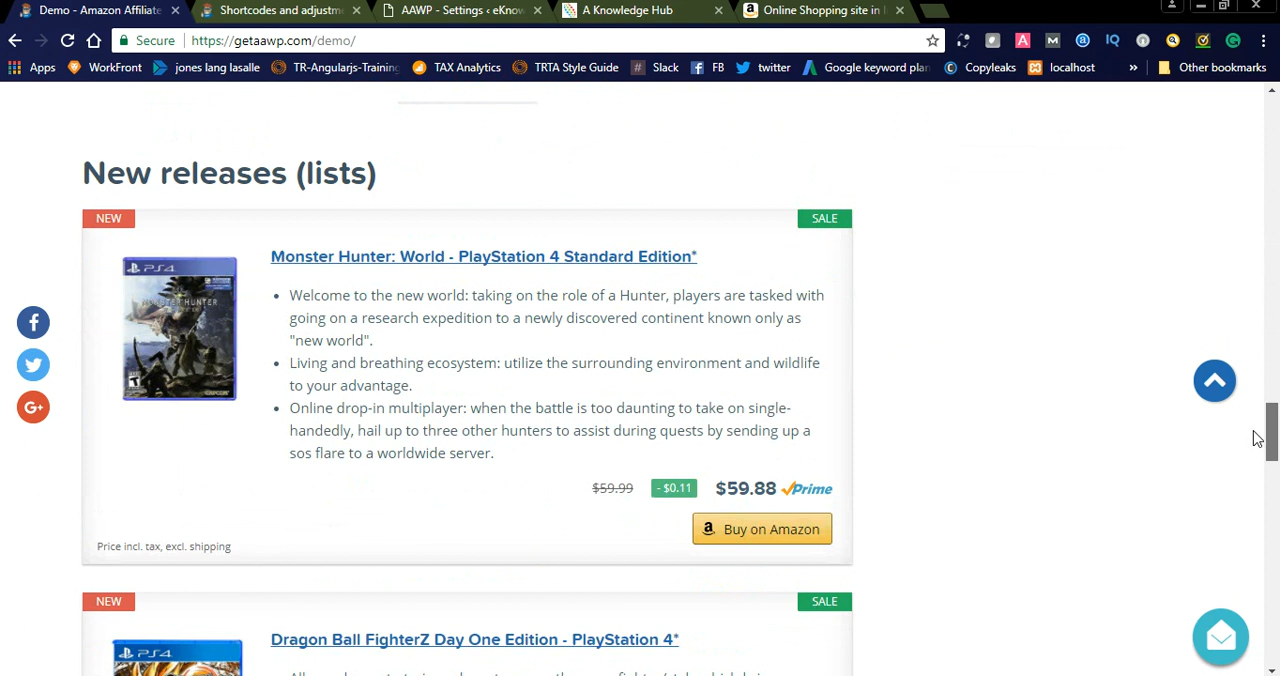 Demo - Amazon Affiliate
Shortcodes and adjustm
AAWP - Settings ‹ eKnow
A Knowledge Hub
Online Shopping site in I
Secure
https://getaawp.com/demo/
Apps
WorkFront
jones lang lasalle
TR-Angularjs-Training
TAX Analytics
TRTA Style Guide
Slack
FB
twitter
Google keyword plan
Copyleaks
localhost
»
Other bookmarks
New releases (lists)
NEW
SALE
Monster Hunter: World - PlayStation 4 Standard Edition*
PS4
MONSTER HUNTER
• Welcome to the new world: taking on the role of a Hunter, players are tasked with
going on a research expedition to a newly discovered continent known only as
"new world".
• Living and breathing ecosystem: utilize the surrounding environment and wildlife
to your advantage.
• Online drop-in multiplayer: when the battle is too daunting to take on single-
handedly, hail up to three other hunters to assist during quests by sending up a
sos flare to a worldwide server.
$59.99
- $0.11
$59.88
Prime
Buy on Amazon
Price incl. tax, excl. shipping
NEW
SALE
Dragon Ball FighterZ Day One Edition - PlayStation 4*
PS4